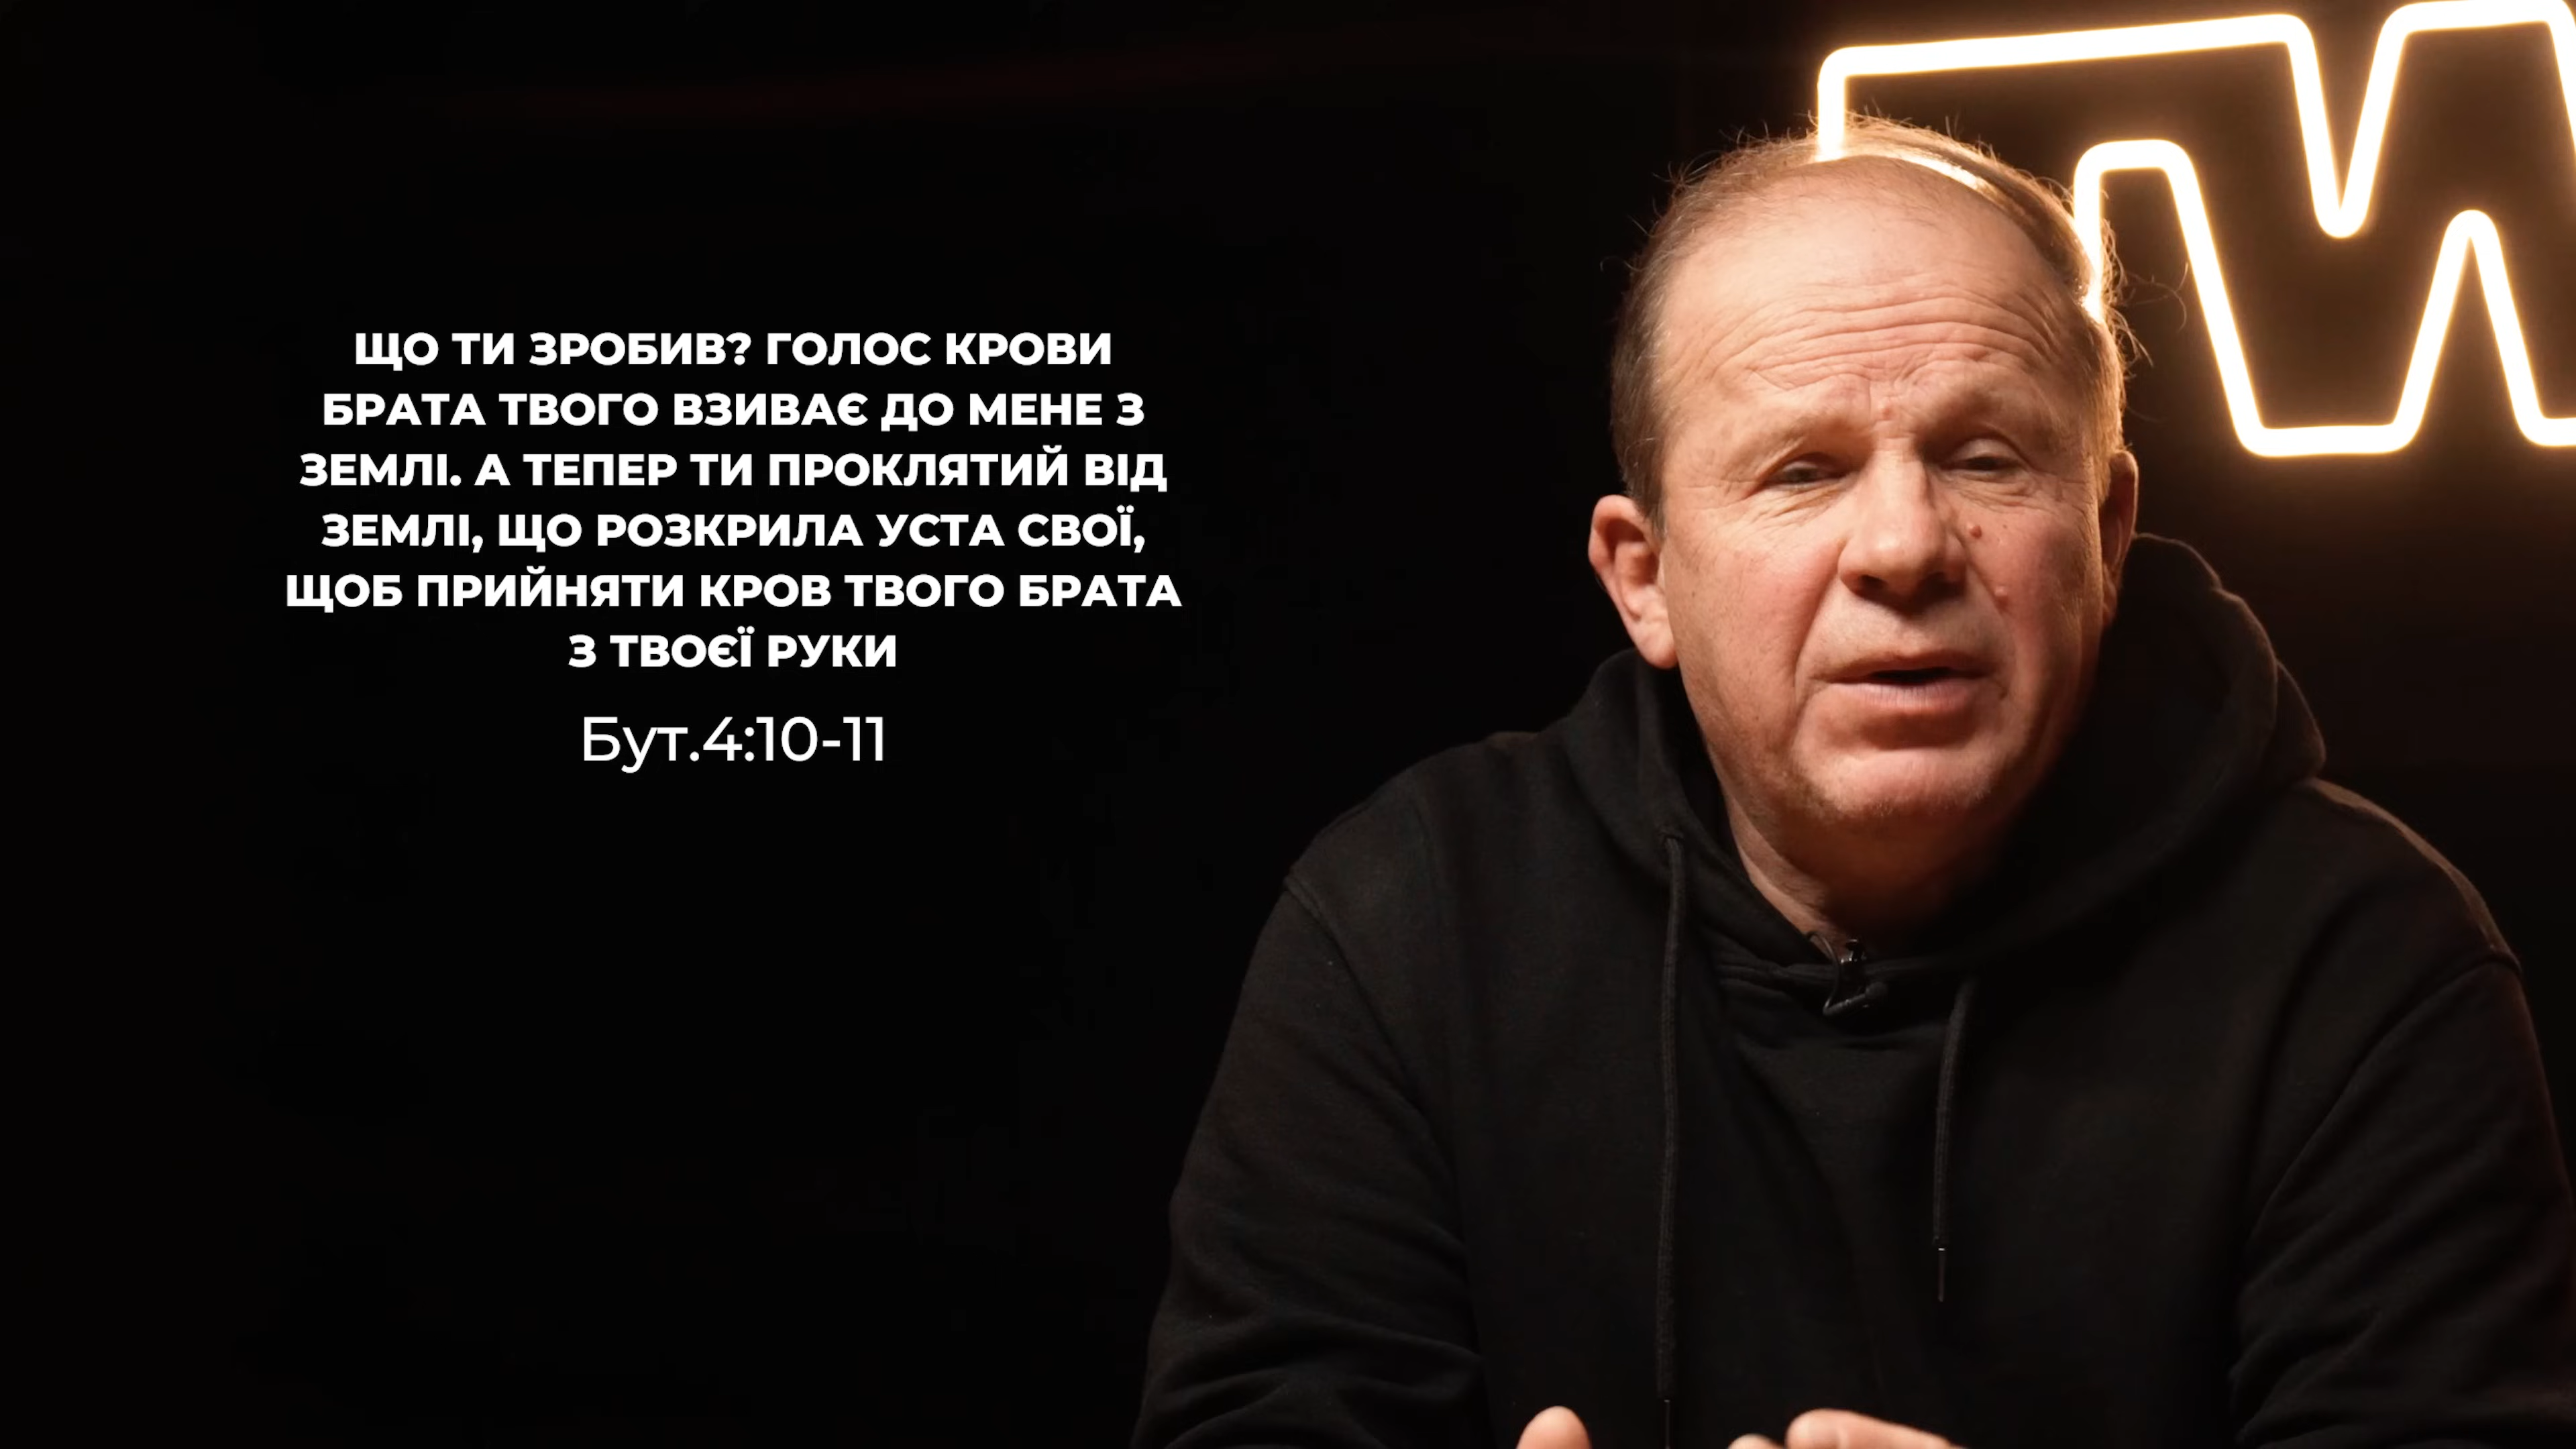 ЩО ТИ ЗРОБИВ? ГОЛОС КРОВИ
БРАТА ТВОГО ВЗИВАЄ ДО МЕНЕ З
ЗЕМЛІ. А ТЕПЕР ТИ ПРОКЛЯТИЙ ВІД
ЗЕМЛІ, ЩО РОЗКРИЛА УСТА СВОЇ,
ЩОБ ПРИЙНЯТИ КРОВ ТВОГО БРАТА
З ТВОЄЇ РУКИ
Бут.4:10-11